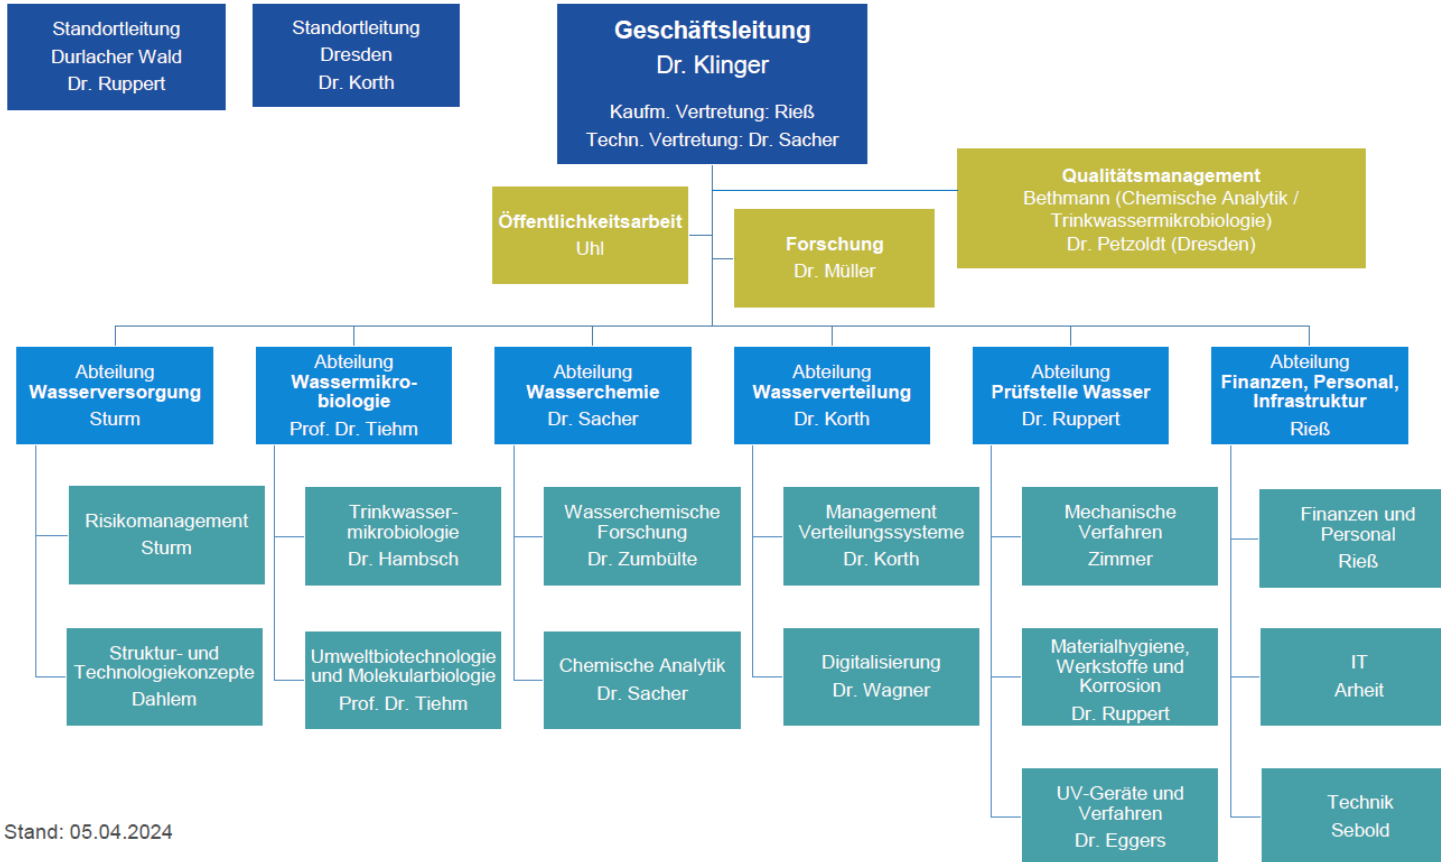 Standortleitung
Durlacher Wald
Dr. Ruppert
Standortleitung
Dresden
Dr. Korth
Geschäftsleitung
Dr. Klinger
Kaufm. Vertretung: Rieß
Techn. Vertretung: Dr. Sacher
Öffentlichkeitsarbeit
Uhl
Forschung
Dr. Müller
Qualitätsmanagement
Bethmann (Chemische Analytik /
Trinkwassermikrobiologie)
Dr. Petzoldt (Dresden)
Abteilung
Wasserversorgung
Sturm
Abteilung
Wassermikro-
biologie
Prof. Dr. Tiehm
Abteilung
Wasserchemie
Dr. Sacher
Abteilung
Wasserverteilung
Dr. Korth
Abteilung
Prüfstelle Wasser
Dr. Ruppert
Abteilung
Finanzen, Personal,
Infrastruktur
Rieß
Risikomanagement
Sturm
Trinkwasser-
mikrobiologie
Dr. Hambsch
Wasserchemische
Forschung
Dr. Zumbülte
Management
Verteilungssysteme
Dr. Korth
Mechanische
Verfahren
Zimmer
Finanzen und
Personal
Rieß
Struktur- und
Technologiekonzepte
Dahlem
Umweltbiotechnologie
und Molekularbiologie
Prof. Dr. Tiehm
Chemische Analytik
Dr. Sacher
Digitalisierung
Dr. Wagner
Materialhygiene,
Werkstoffe und
Korrosion
Dr. Ruppert
IT
Arheit
UV-Geräte und
Verfahren
Dr. Eggers
Technik
Sebold
Stand: 05.04.2024